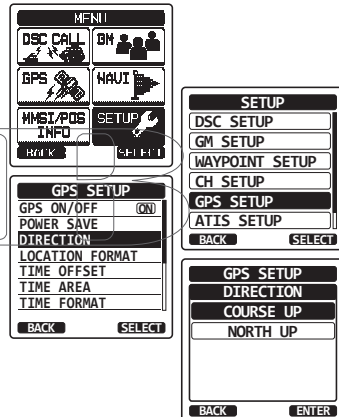 MENU
DSC CALL GM
GPS NAVI
MMSI/POS INFO SETUP
BACK SELECT
SETUP
DSC SETUP
GM SETUP
WAYPOINT SETUP
CH SETUP
GPS SETUP
ATIS SETUP
BACK SELECT
GPS SETUP
GPS ON/OFF ON
POWER SAVE
DIRECTION
LOCATION FORMAT
TIME OFFSET
TIME AREA
TIME FORMAT
BACK SELECT
GPS SETUP
DIRECTION
COURSE UP
NORTH UP
BACK ENTER